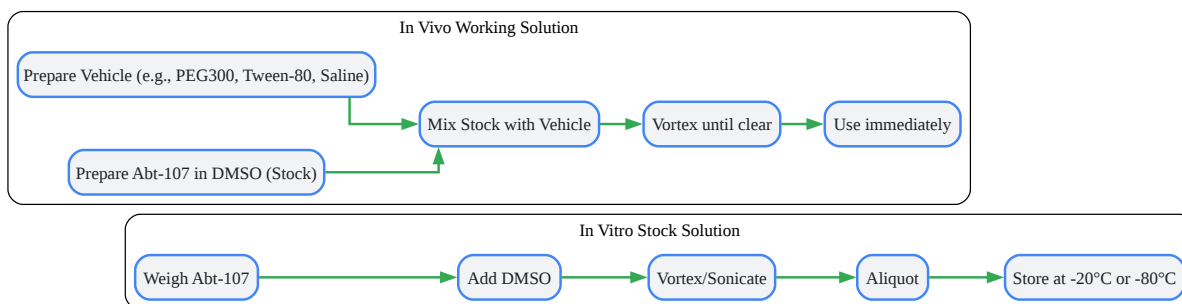 In Vivo Working Solution
Prepare Vehicle (e.g., PEG300, Tween-80, Saline)
Mix Stock with Vehicle
Vortex until clear
Use immediately
Prepare Abt-107 in DMSO (Stock)
In Vitro Stock Solution
Weigh Abt-107
Add DMSO
Vortex/Sonicate
Aliquot
Store at -20°C or -80°C